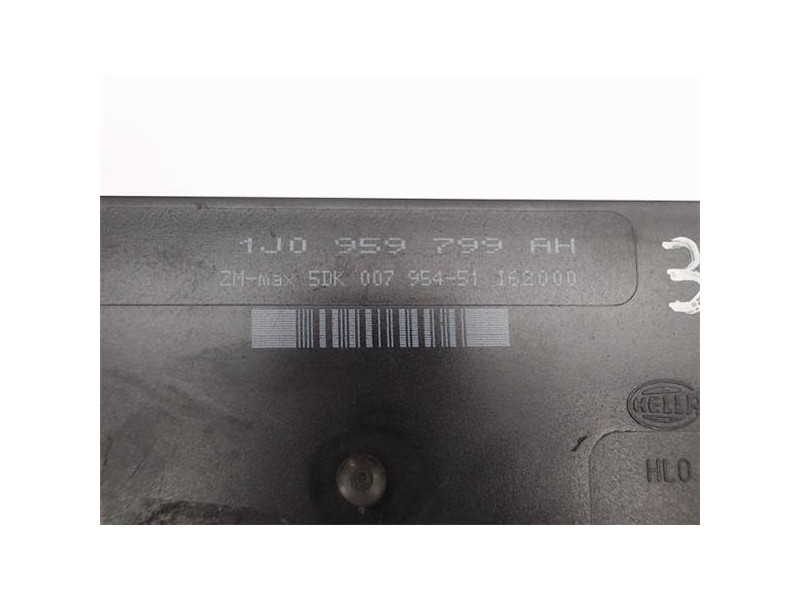 1J0 959 799 AH
3
ZM-max 5DK 007 954-51 I62000
HELLA
HLO